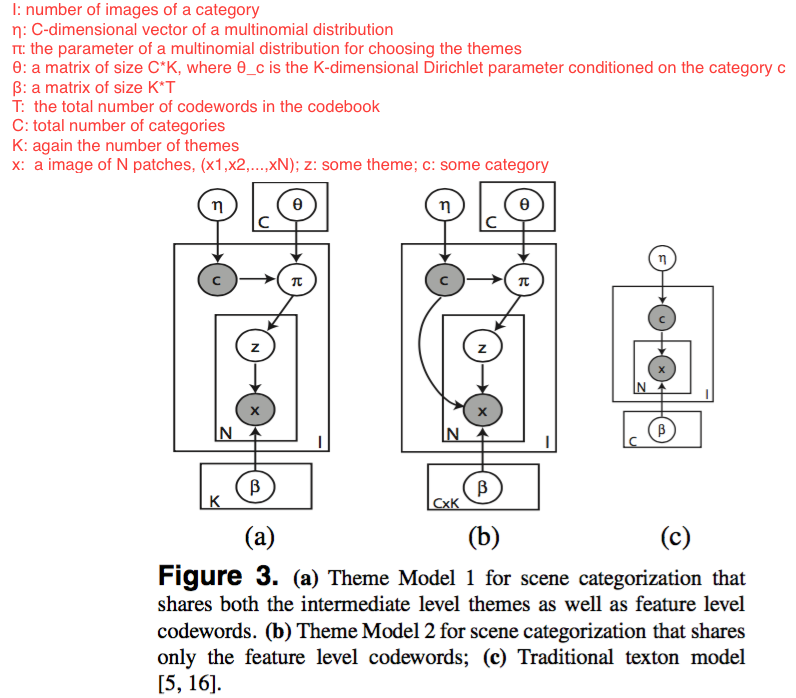 I: number of images of a category
η: C-dimensional vector of a multinomial distribution
π: the parameter of a multinomial distribution for choosing the themes
θ: a matrix of size C*K, where θ_c is the K-dimensional Dirichlet parameter conditioned on the category c
β: a matrix of size K*T
T: the total number of codewords in the codebook
C: total number of categories
K: again the number of themes
x: a image of N patches, (x1,x2,...,xN); z: some theme; c: some category
η
θ
C
c
π
z
x
N
I
β
K
(a)
η
θ
C
c
π
z
x
N
I
β
CxK
(b)
η
c
x
N
I
β
C
(c)
Figure 3. (a) Theme Model 1 for scene categorization that
shares both the intermediate level themes as well as feature level
codewords. (b) Theme Model 2 for scene categorization that shares
only the feature level codewords; (c) Traditional texton model
[5, 16].